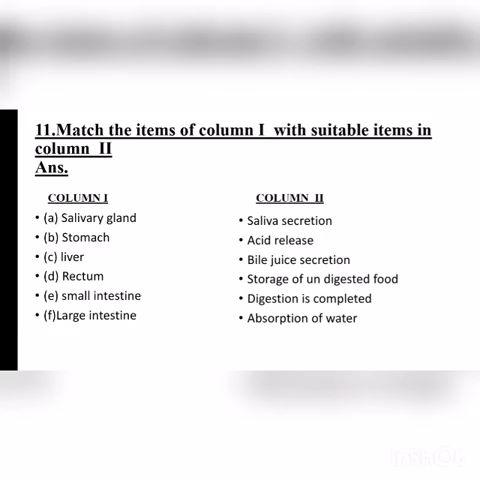 11.Match the items of column I with suitable items in
column II
Ans.
COLUMN I
• (a) Salivary gland
• (b) Stomach
• (c) liver
• (d) Rectum
• (e) small intestine
• (f)Large intestine
COLUMN II
• Saliva secretion
• Acid release
• Bile juice secretion
• Storage of un digested food
• Digestion is completed
• Absorption of water